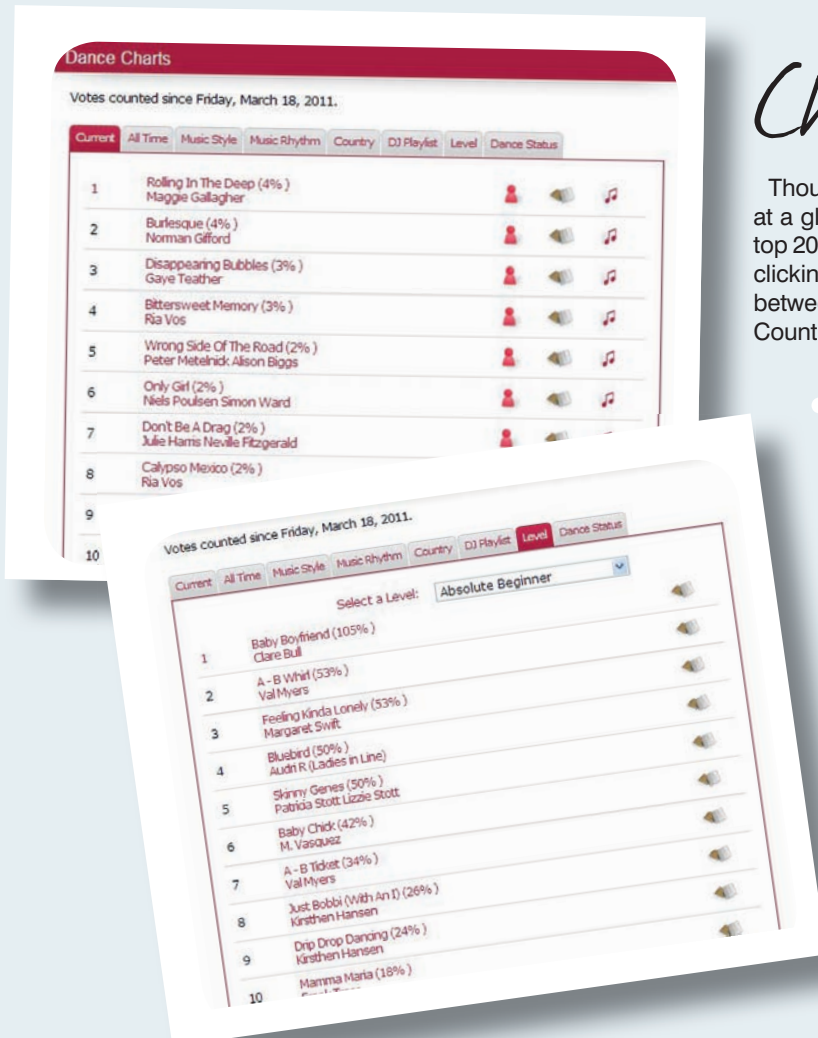 Dance Charts
Votes counted since Friday, March 18, 2011.
Current All Time Music Style Music Rhythm Country DJ Playlist Level Dance Status
1 Rolling In The Deep (4% )
Maggie Gallagher
2 Burlesque (4% )
Norman Gifford
3 Disappearing Bubbles (3% )
Gaye Teather
4 Bittersweet Memory (3% )
Ria Vos
5 Wrong Side Of The Road (2% )
Peter Metelnick Alison Biggs
6 Only Girl (2% )
Niels Poulsen Simon Ward
7 Don't Be A Drag (2% )
Julie Harris Neville Fitzgerald
8 Calypso Mexico (2% )
Ria Vos
9
10
Votes counted since Friday, March 18, 2011.
Current All Time Music Style Music Rhythm Country DJ Playlist Level Dance Status
Select a Level: Absolute Beginner
1 Baby Boyfriend (105% )
Clare Bull
2 A - B Whirl (53% )
Val Myers
3 Feeling Kinda Lonely (53% )
Margaret Swift
4 Bluebird (50% )
Audri R (Ladies in Line)
5 Skinny Genes (50% )
Patricia Stott Lizzie Stott
6 Baby Chick (42% )
M. Vasquez
7 A - B Ticket (34% )
Val Myers
8 Just Bobbi (With An I) (26% )
Kirsthen Hansen
9 Drip Drop Dancing (24% )
Kirsthen Hansen
10 Mamma Maria (18% )
Ch
Thou
at a gl
top 20
clickin
betwe
Count